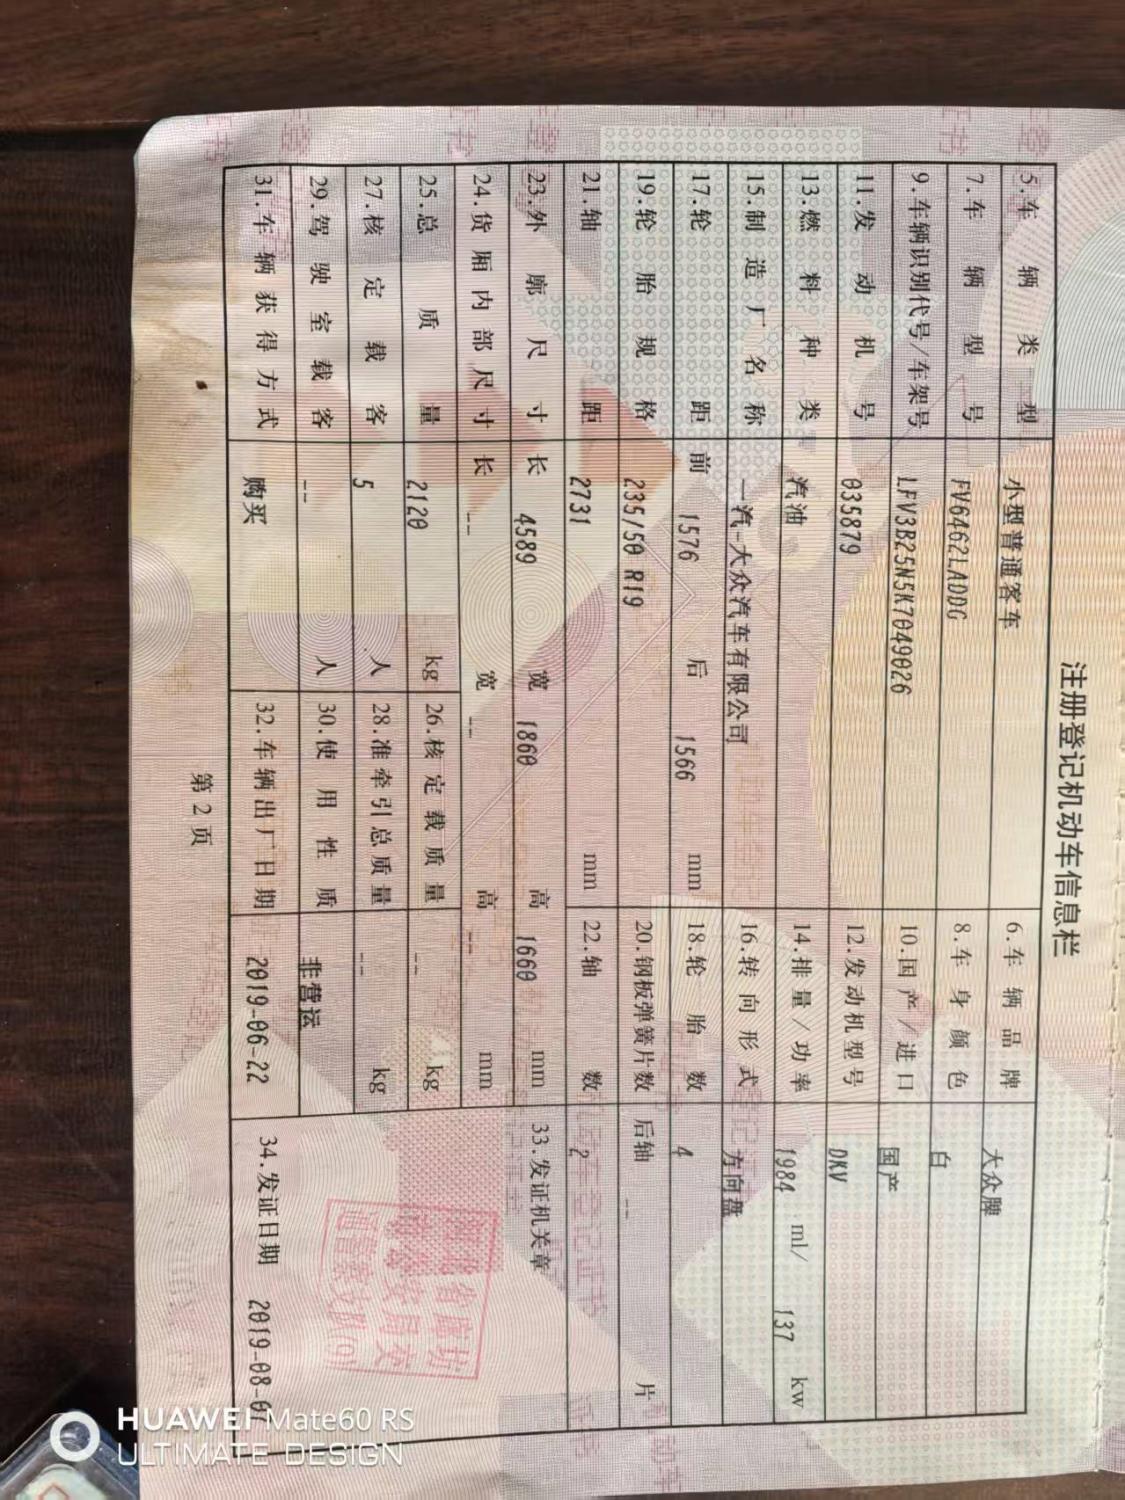 注册登记机动车信息栏
5.车辆类型 小型普通客车 6.车辆品牌 大众牌
7.车辆型号 FV6462LADDG 8.车身颜色 白
9.车辆识别代号/车架号 LFV3B25N5K7049026 10.国产/进口 国产
11.发动机号 035879 12.发动机型号 DKV
13.燃料种类 汽油 14.排量/功率 1984 ml/ 137 kw
15.制造厂名称 一汽-大众汽车有限公司 16.转向形式 方向盘
17.轮距 前 1576 后 1566 mm 18.轮胎数 4
19.轮胎规格 235/50 R19 20.钢板弹簧片数 后轴 -- 片
21.轴距 2731 mm 22.轴数 2
23.外廓尺寸 长 4589 宽 1860 高 1660 mm 33.发证机关章
24.货厢内部尺寸 长 -- 宽 -- 高 -- mm
25.总质量 2120 kg 26.核定载质量 -- kg
27.核定载客 5 人 28.准牵引总质量 -- kg
29.驾驶室载客 -- 人 30.使用性质 非营运
31.车辆获得方式 购买 32.车辆出厂日期 2019-06-22 34.发证日期 2019-08-07
省廊坊
公安局交
通警察支队(9)
第2页
HUAWEI Mate60 RS
ULTIMATE DESIGN